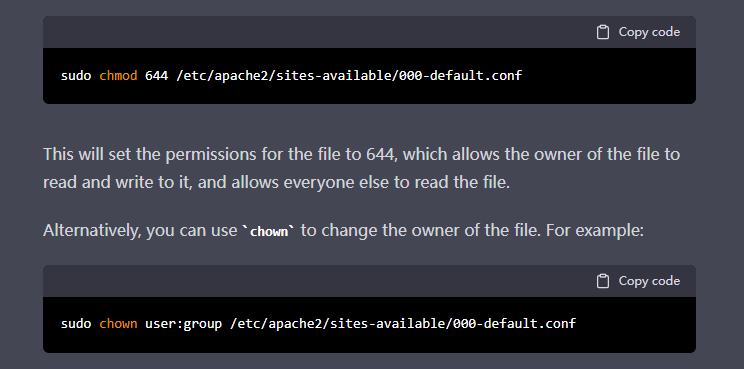 Copy code
sudo chmod 644 /etc/apache2/sites-available/000-default.conf
This will set the permissions for the file to 644, which allows the owner of the file to
read and write to it, and allows everyone else to read the file.
Alternatively, you can use `chown` to change the owner of the file. For example:
Copy code
sudo chown user:group /etc/apache2/sites-available/000-default.conf